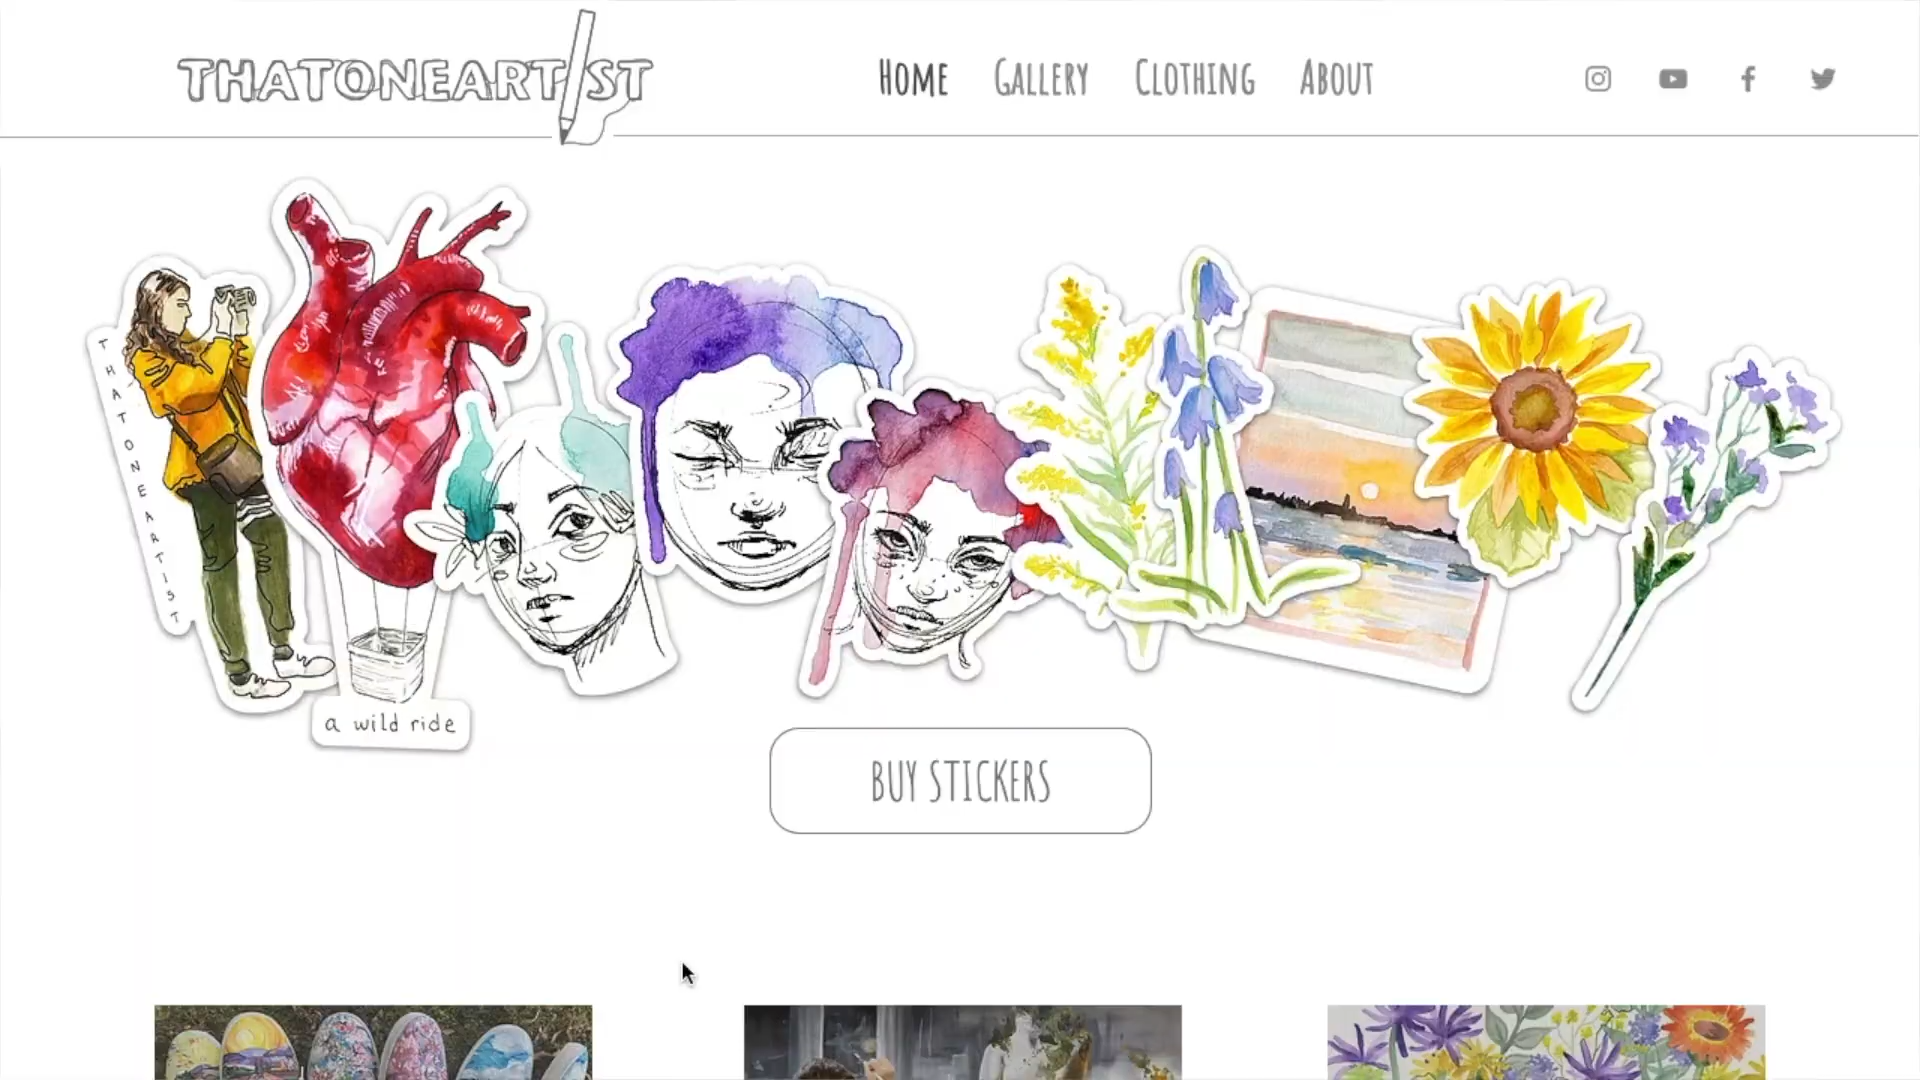 THATONEARTIST
HOME GALLERY CLOTHING ABOUT
THATONEARTIST
a wild ride
BUY STICKERS